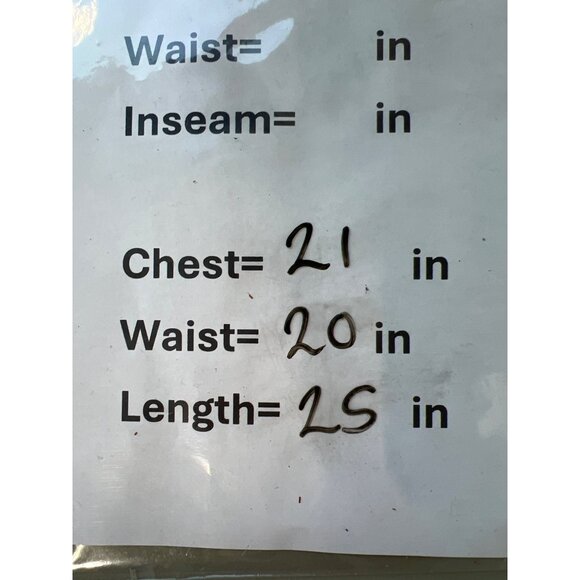 Waist= in
Inseam= in
Chest= 21 in
Waist= 20 in
Length= 25 in